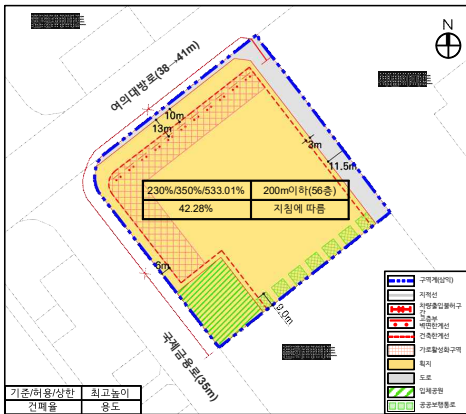 N
여의대방로(38→41m)
10m
13m
3m
11.5m
230%/350%/533.01% 200m이하(56층)
42.28% 지침에 따름
6m
9.0m
국제금융로(35m)
구역계(삼익)
지적선
차량출입불허구간
고층부
벽면한계선
건축한계선
가로활성화구역
획지
도로
입체공원
공공보행통로
기준/허용/상한 최고높이
건폐율 용도